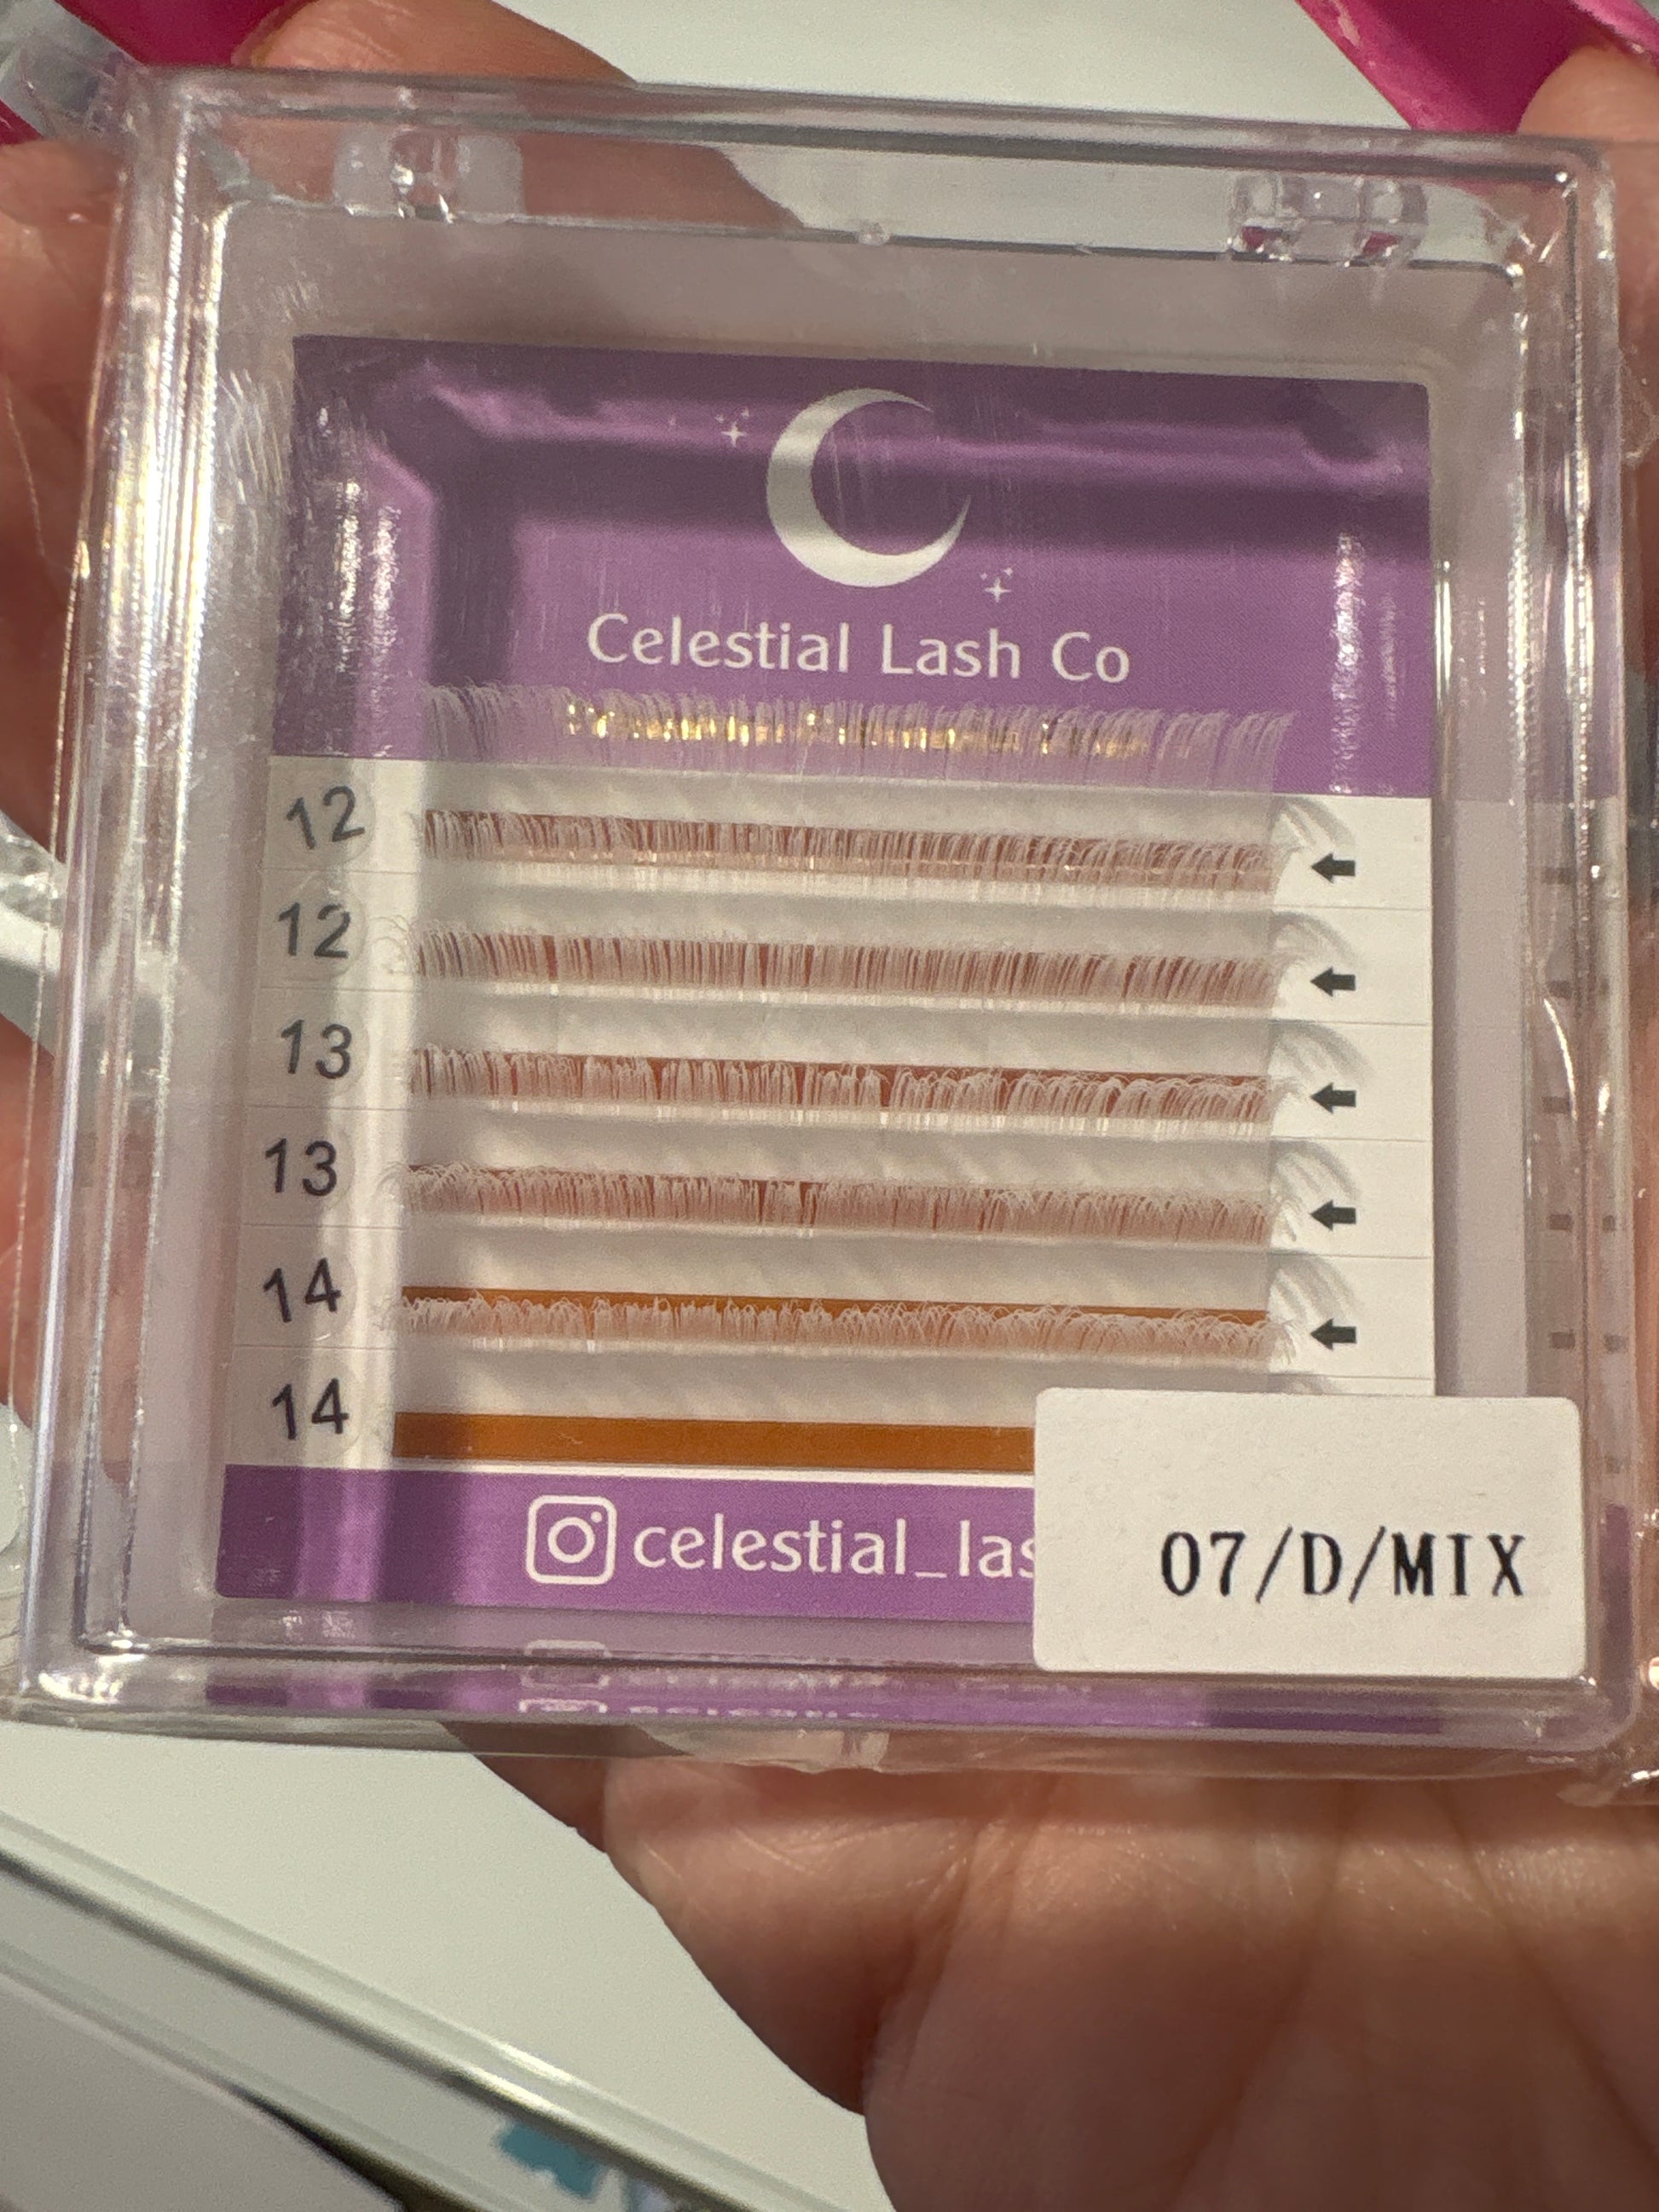 Celestial Lash Co
12
12
13
13
14
14
celestial_las
07/D/MIX